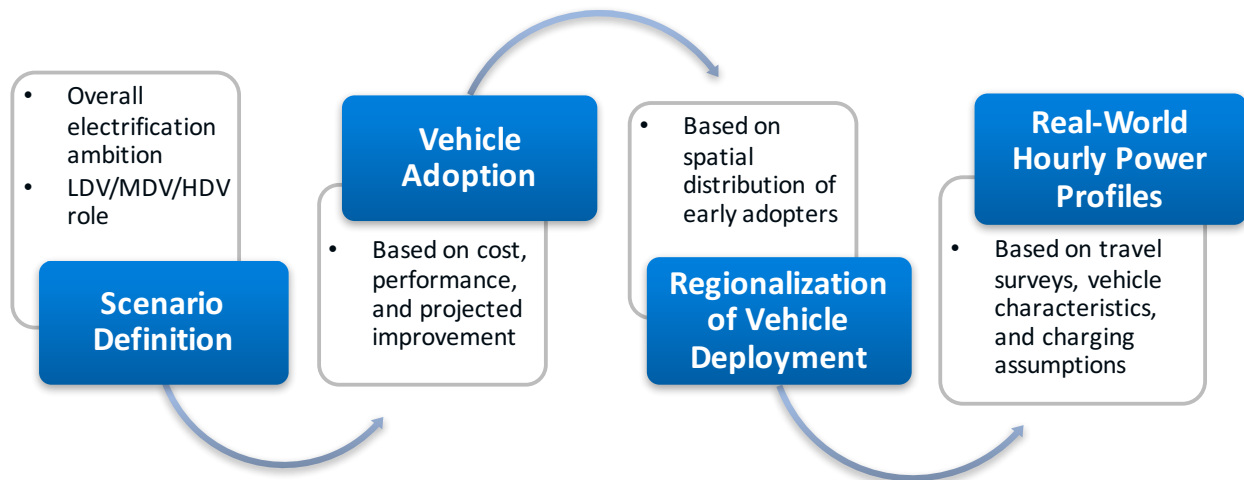 • Overall
electrification
ambition
• LDV/MDV/HDV
role
Scenario
Definition
Vehicle
Adoption
• Based on cost,
performance,
and projected
improvement
• Based on
spatial
distribution of
early adopters
Regionalization
of Vehicle
Deployment
Real-World
Hourly Power
Profiles
• Based on travel
surveys, vehicle
characteristics,
and charging
assumptions